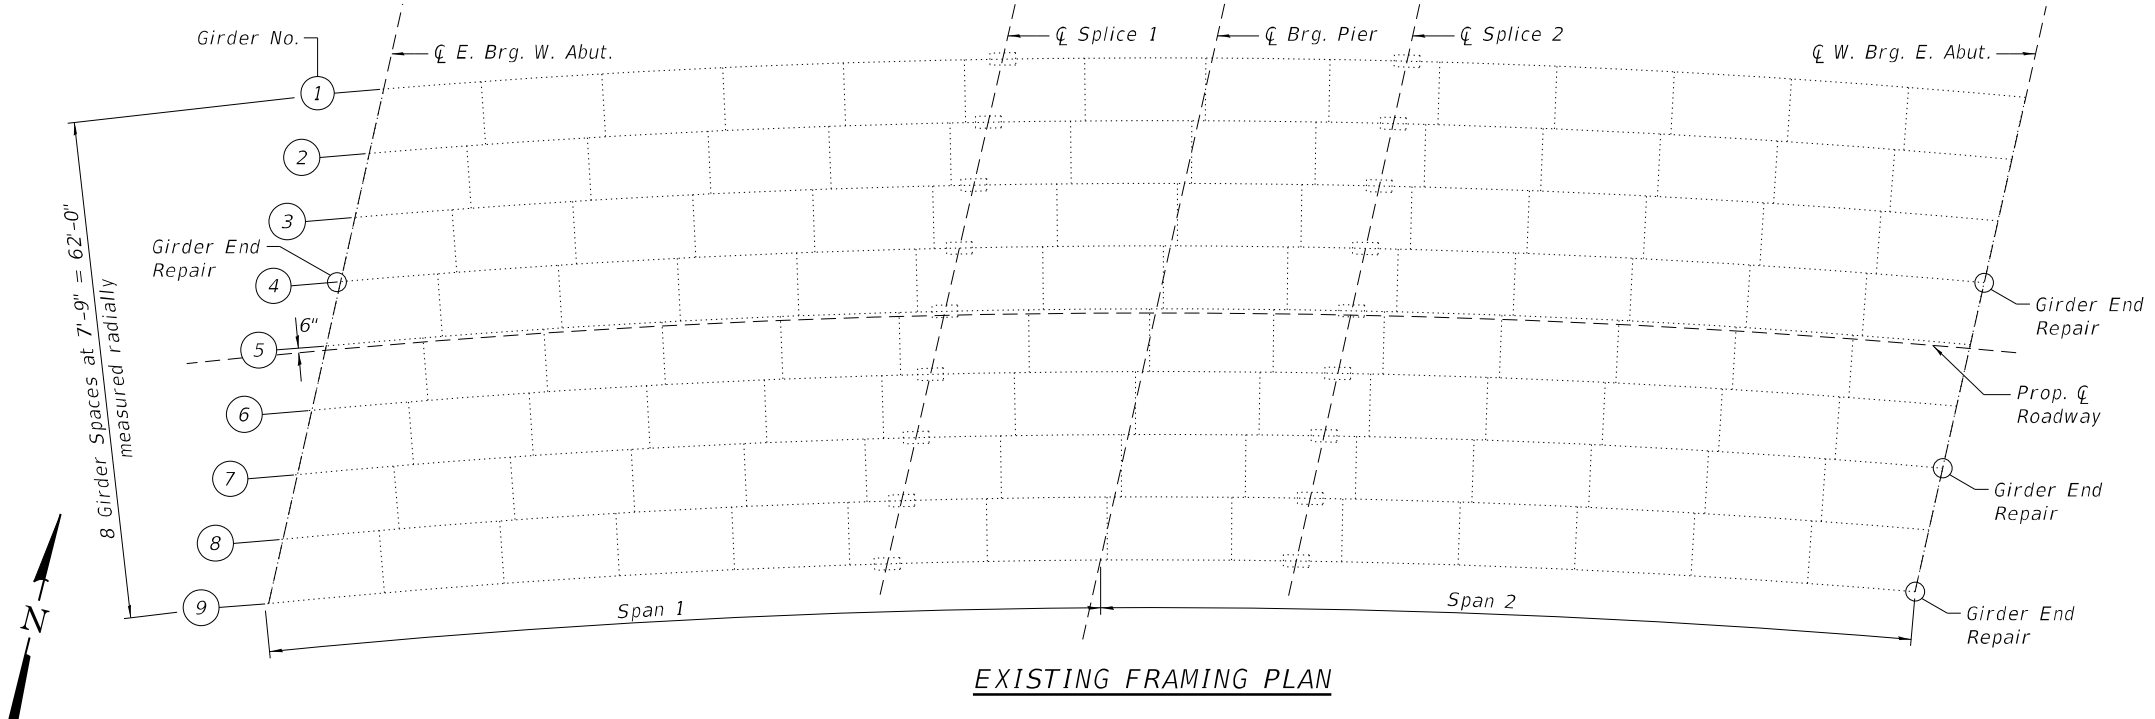 Girder No.
℄ E. Brg. W. Abut.
℄ Splice 1
℄ Brg. Pier
℄ Splice 2
℄ W. Brg. E. Abut.
1
2
3
Girder End
Repair
4
5
6"
6
7
8
9
8 Girder Spaces at 7'-9" = 62'-0"
measured radially
Girder End
Repair
Prop. ℄
Roadway
Girder End
Repair
Girder End
Repair
Span 1
Span 2
N
EXISTING FRAMING PLAN